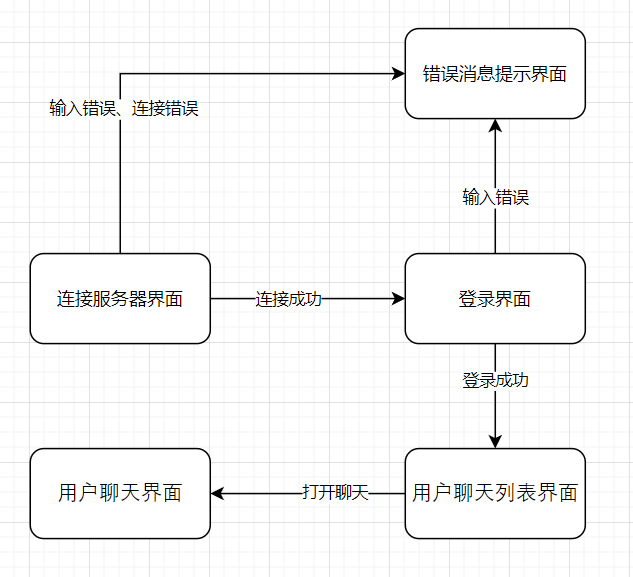 错误消息提示界面
输入错误、连接错误
输入错误
连接服务器界面
连接成功
登录界面
登录成功
用户聊天界面
打开聊天
用户聊天列表界面